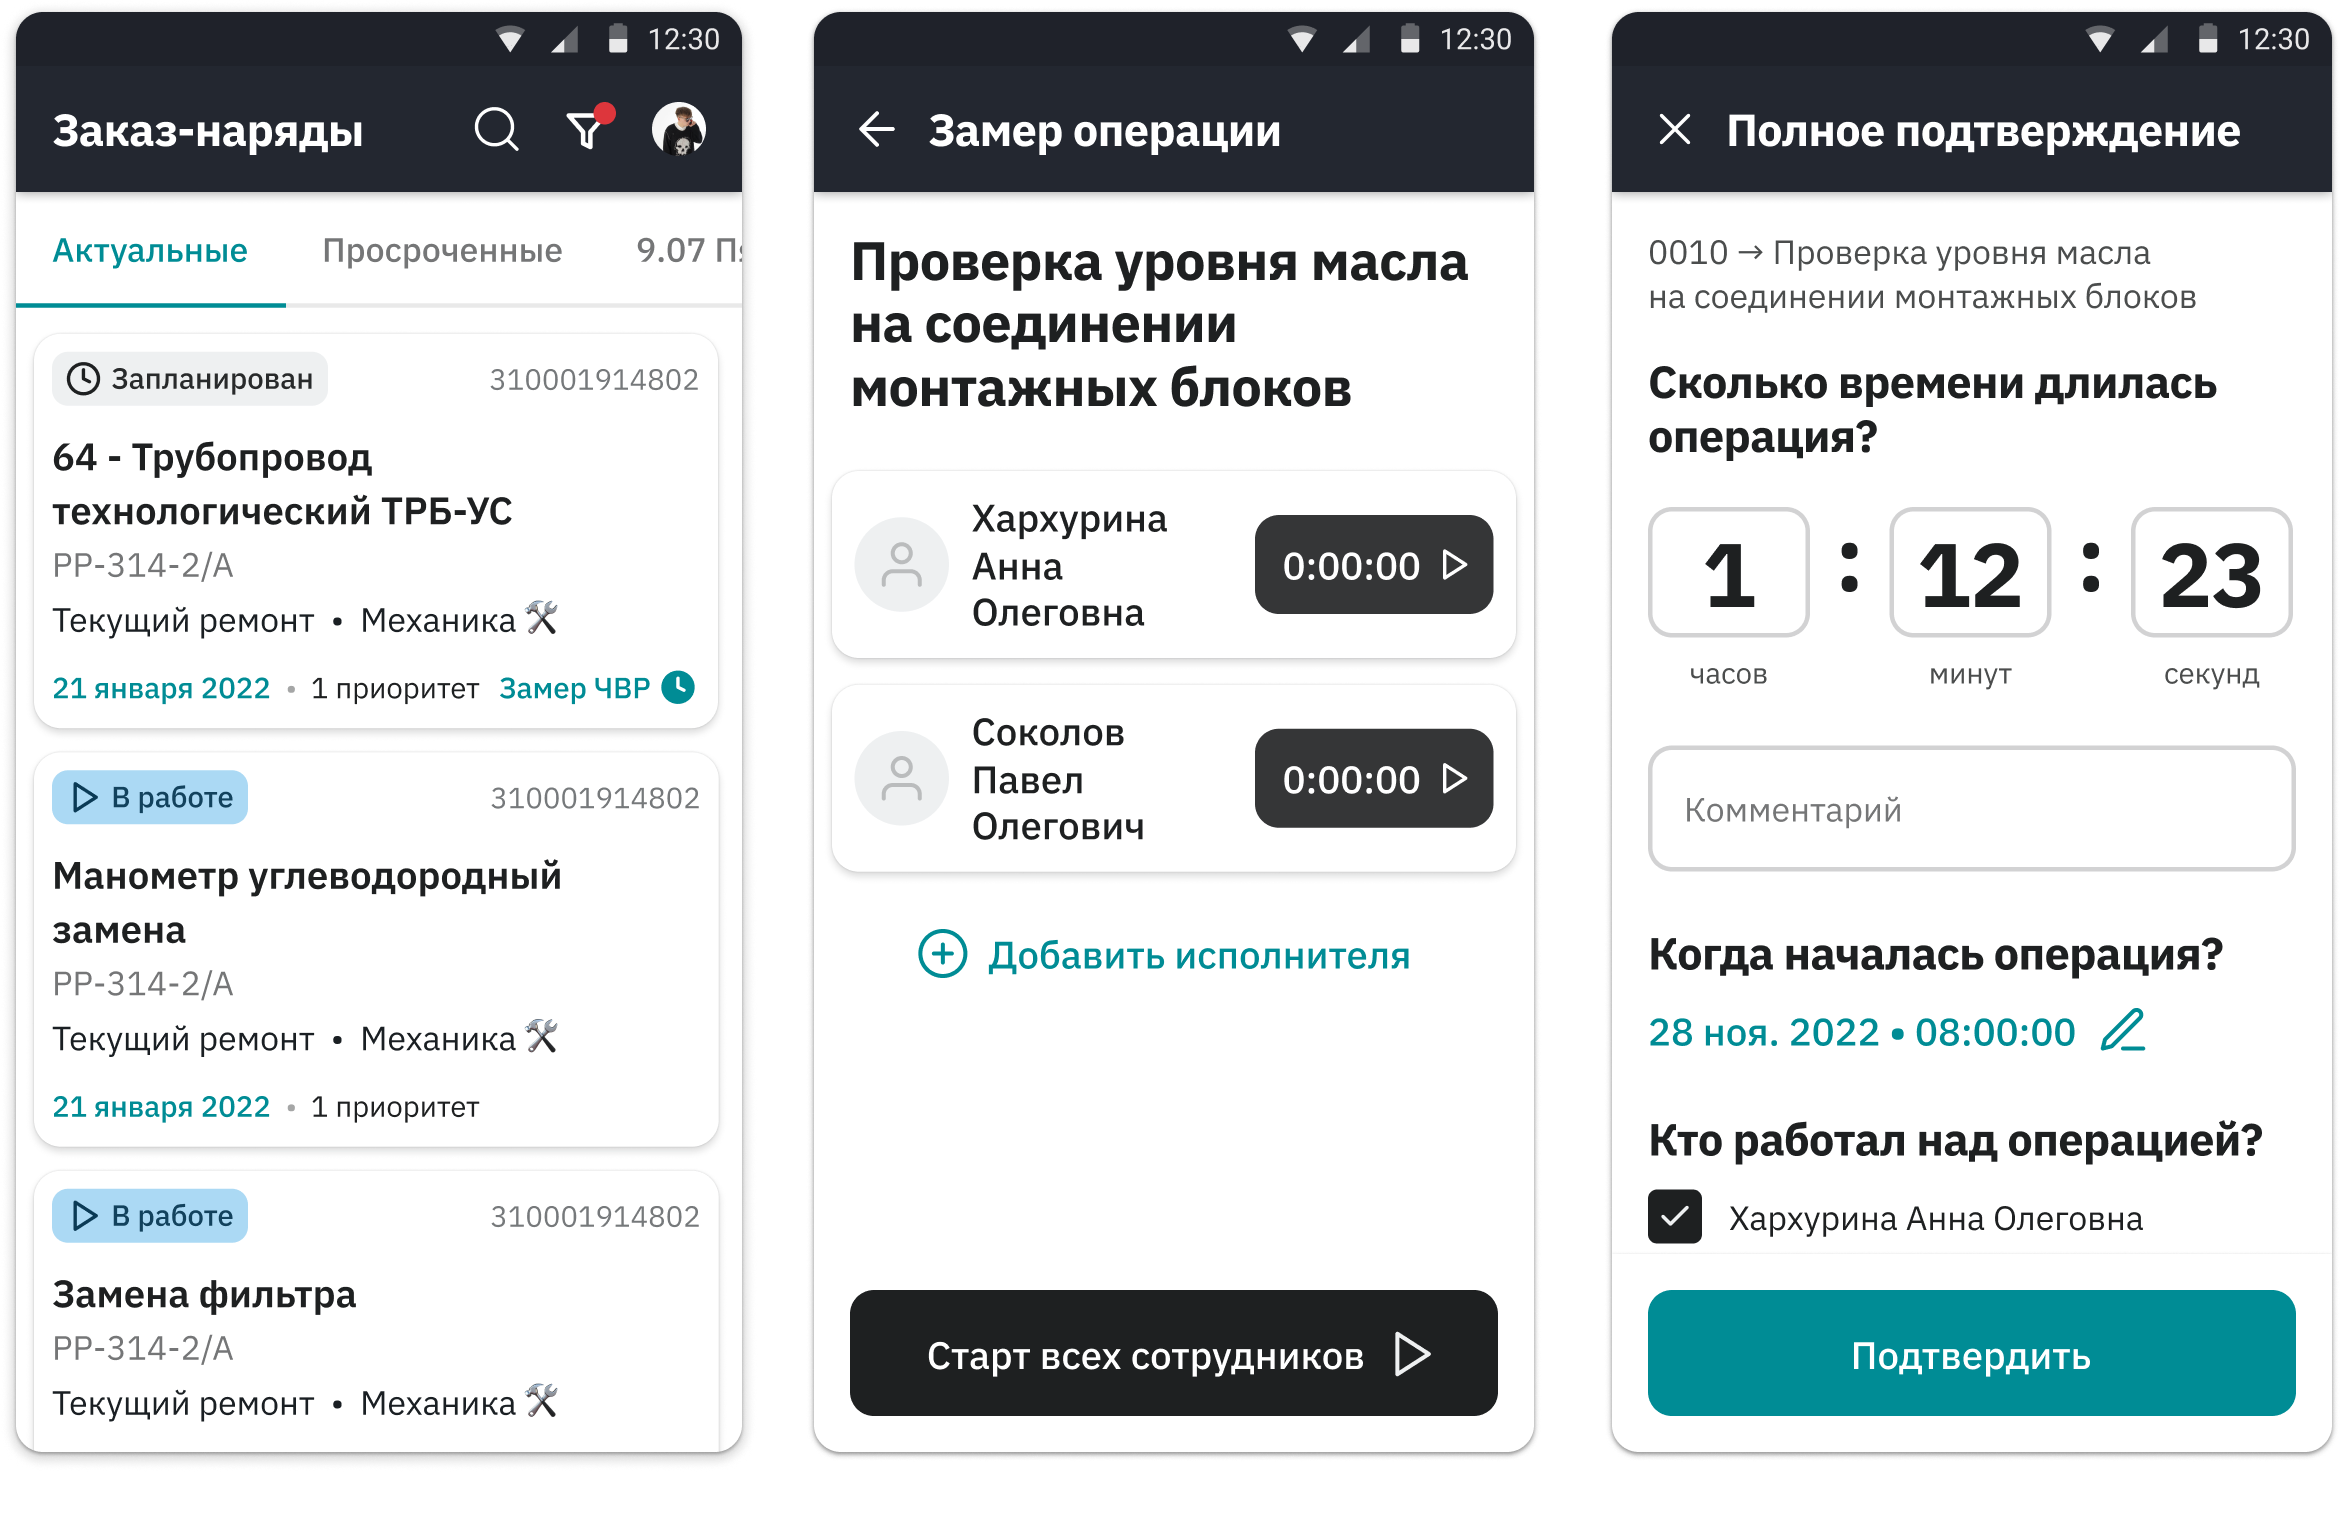 12:30
Заказ-наряды
Актуальные
Просроченные
9.07
Запланирован
310001914802
64 - Трубопровод
технологический ТРБ-УС
РР-314-2/А
Текущий ремонт • Механика
21 января 2022 • 1 приоритет Замер ЧВР
В работе
310001914802
Манометр углеводородный
замена
РР-314-2/А
Текущий ремонт • Механика
21 января 2022 • 1 приоритет
В работе
310001914802
Замена фильтра
РР-314-2/А
Текущий ремонт • Механика
12:30
Замер операции
Проверка уровня масла
на соединении
монтажных блоков
Хархурина
Анна
Олеговна
0:00:00
Соколов
Павел
Олегович
0:00:00
Добавить исполнителя
Старт всех сотрудников
12:30
Полное подтверждение
0010 → Проверка уровня масла
на соединении монтажных блоков
Сколько времени длилась
операция?
1 : 12 : 23
часов минут секунд
Комментарий
Когда началась операция?
28 ноя. 2022 • 08:00:00
Кто работал над операцией?
Хархурина Анна Олеговна
Подтвердить